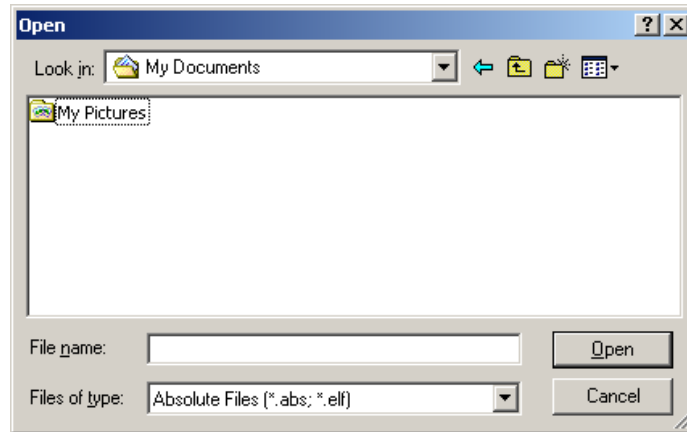 Open
Look in: My Documents
My Pictures
File name: Open
Files of type: Absolute Files (*.abs; *.elf) Cancel